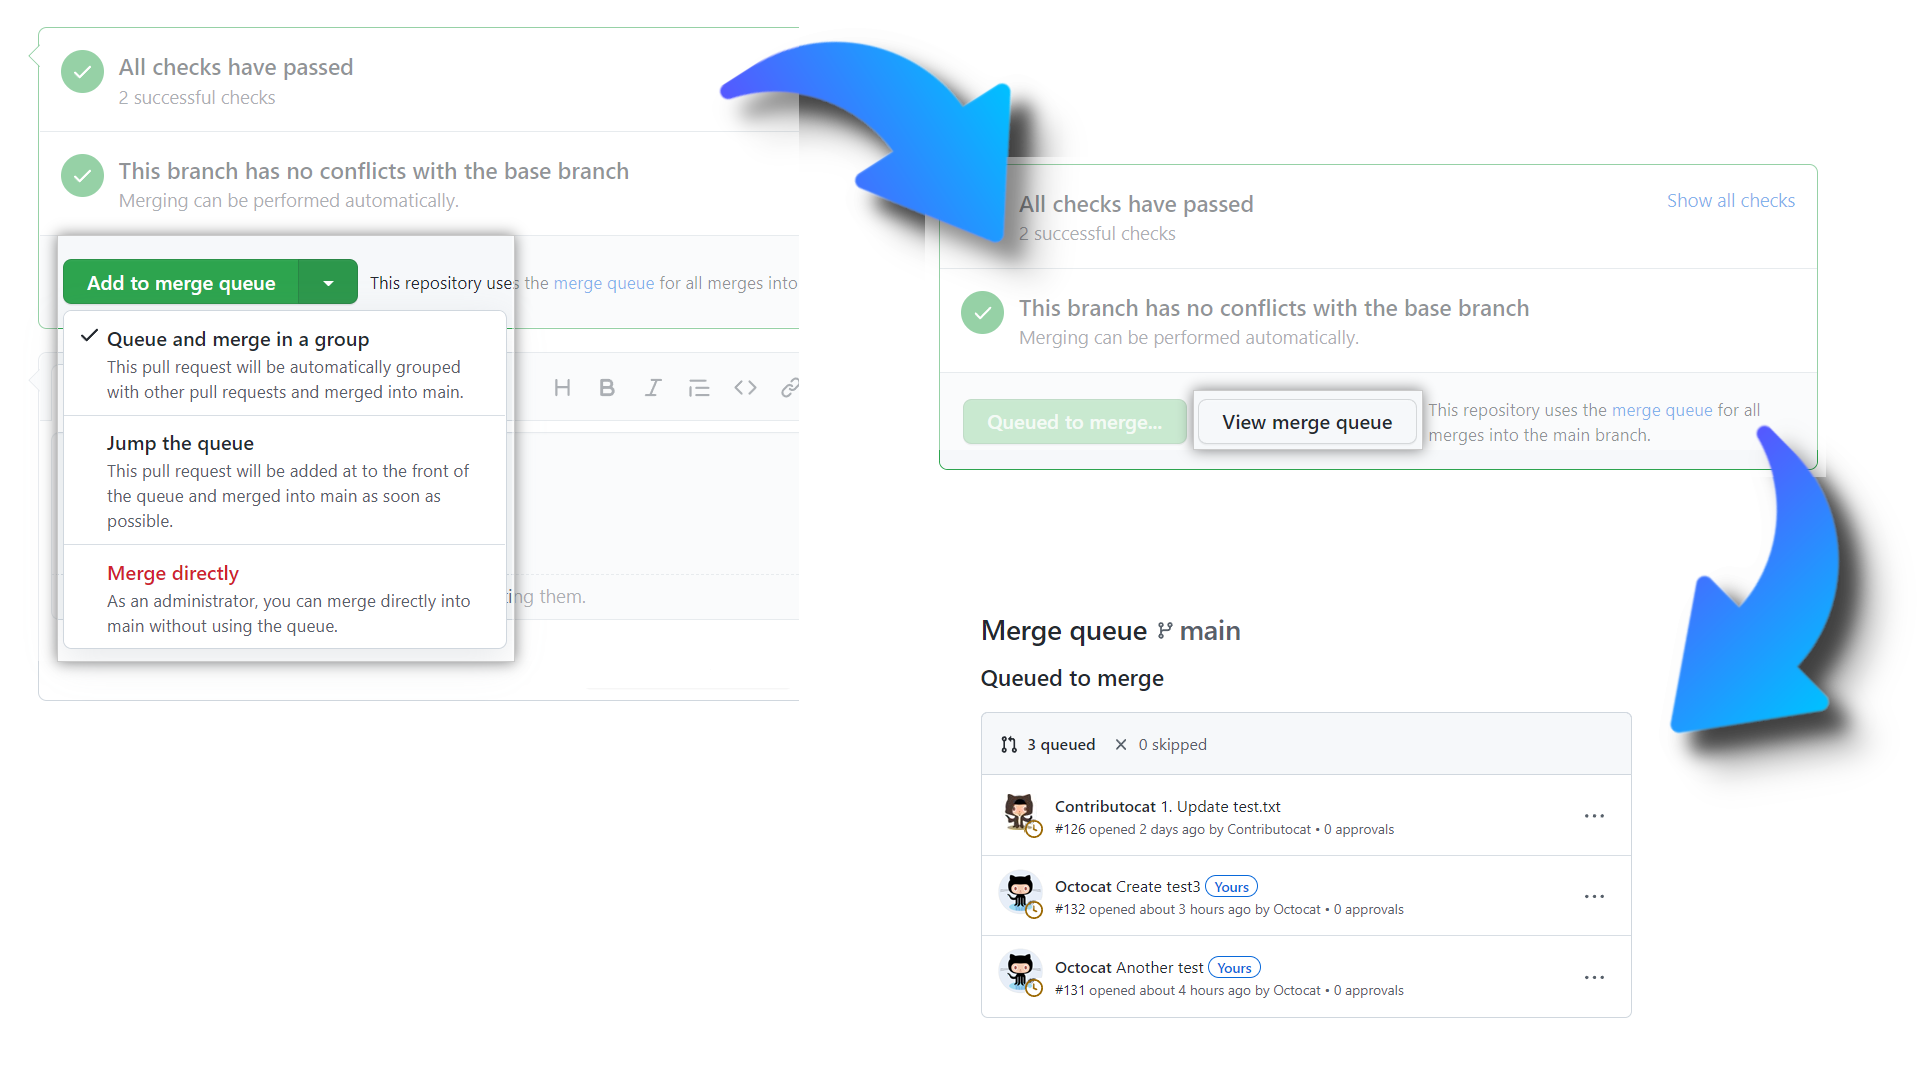 All checks have passed
2 successful checks
This branch has no conflicts with the base branch
Merging can be performed automatically.
Add to merge queue
This repository uses the merge queue for all merges into
Queue and merge in a group
This pull request will be automatically grouped
with other pull requests and merged into main.
Jump the queue
This pull request will be added at to the front of
the queue and merged into main as soon as
possible.
Merge directly
As an administrator, you can merge directly into
main without using the queue.
H B I <>
ing them.
All checks have passed
Show all checks
2 successful checks
This branch has no conflicts with the base branch
Merging can be performed automatically.
Queued to merge...
View merge queue
This repository uses the merge queue for all
merges into the main branch.
Merge queue main
Queued to merge
3 queued
0 skipped
Contributocat 1. Update test.txt
#126 opened 2 days ago by Contributocat • 0 approvals
Octocat Create test3 Yours
#132 opened about 3 hours ago by Octocat • 0 approvals
Octocat Another test Yours
#131 opened about 4 hours ago by Octocat • 0 approvals